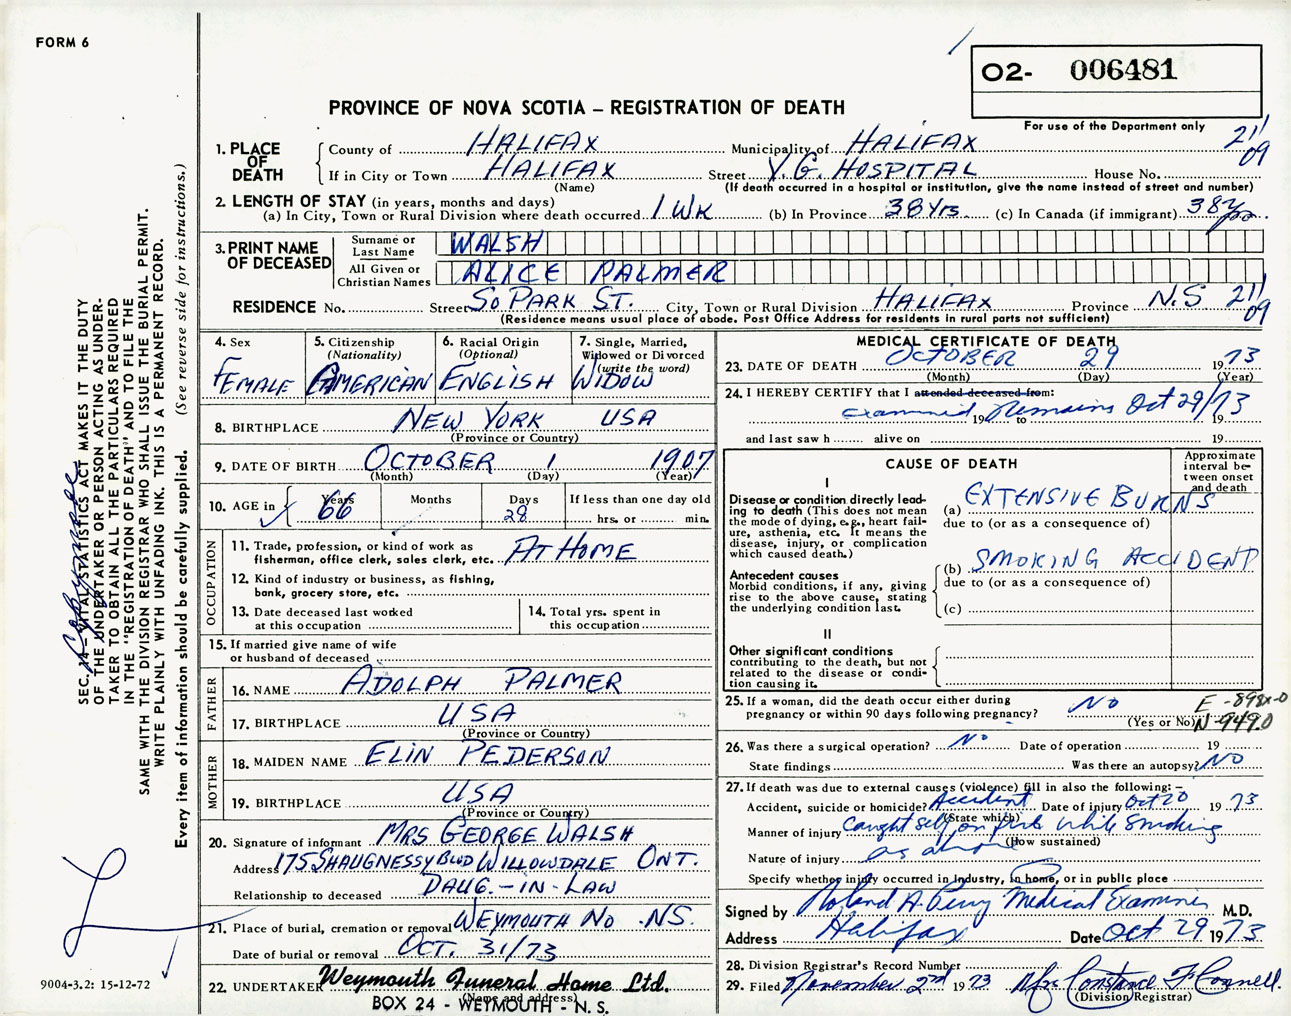 FORM 6
O2- 006481
PROVINCE OF NOVA SCOTIA – REGISTRATION OF DEATH
For use of the Department only
1. PLACE OF DEATH
County of HALIFAX Municipality of HALIFAX 211
If in City or Town HALIFAX Street V. G. HOSPITAL House No. 09
(Name) (If death occurred in a hospital or institution, give the name instead of street and number)
2. LENGTH OF STAY (in years, months and days)
(a) In City, Town or Rural Division where death occurred 1 WK (b) In Province 38 Yrs (c) In Canada (if immigrant) 38 yrs.
3. PRINT NAME OF DECEASED
Surname or Last Name WALSH
All Given or Christian Names ALICE PALMER
RESIDENCE No. Street SO PARK ST. City, Town or Rural Division HALIFAX Province N.S 211
(Residence means usual place of abode. Post Office Address for residents in rural parts not sufficient) 09
4. Sex FEMALE
5. Citizenship (Nationality) AMERICAN
6. Racial Origin (Optional) ENGLISH
7. Single, Married, Widowed or Divorced (write the word) WIDOW
8. BIRTHPLACE NEW YORK USA
(Province or Country)
9. DATE OF BIRTH OCTOBER 1 1907
(Month) (Day) (Year)
10. AGE in Years 66 Months Days 28 If less than one day old
hrs. or min.
OCCUPATION
11. Trade, profession, or kind of work as fisherman, office clerk, sales clerk, etc. AT HOME
12. Kind of industry or business, as fishing, bank, grocery store, etc.
13. Date deceased last worked at this occupation
14. Total yrs. spent in this occupation
15. If married give name of wife or husband of deceased
FATHER
16. NAME ADOLPH PALMER
17. BIRTHPLACE USA
(Province or Country)
MOTHER
18. MAIDEN NAME ELIN PEDERSON
19. BIRTHPLACE USA
(Province or Country)
20. Signature of informant MRS GEORGE WALSH
Address 175 SHAUGNESSY BLVD WILLOWDALE ONT.
Relationship to deceased DAUG.-IN-LAW
21. Place of burial, cremation or removal WEYMOUTH NO. NS.
Date of burial or removal OCT. 31/73
22. UNDERTAKER Weymouth Funeral Home Ltd.
(Name and address)
BOX 24 - WEYMOUTH - N. S.
MEDICAL CERTIFICATE OF DEATH
23. DATE OF DEATH OCTOBER 29 1973
(Month) (Day) (Year)
24. I HEREBY CERTIFY that I attended deceased from:
examined 19 Remains to Oct 29/73 19
and last saw h alive on 19
CAUSE OF DEATH
Approximate interval between onset and death
I
Disease or condition directly leading to death (This does not mean the mode of dying, e.g., heart failure, asthenia, etc. It means the disease, injury, or complication which caused death.)
(a) EXTENSIVE BURNS
due to (or as a consequence of)
Antecedent causes
Morbid conditions, if any, giving rise to the above cause, stating the underlying condition last.
(b) SMOKING ACCIDENT
due to (or as a consequence of)
(c)
II
Other significant conditions
contributing to the death, but not related to the disease or condition causing it.
25. If a woman, did the death occur either during pregnancy or within 90 days following pregnancy? No
(Yes or No)
N-949.0
26. Was there a surgical operation? No Date of operation 19
State findings Was there an autopsy? NO
27. If death was due to external causes (violence) fill in also the following:–
Accident, suicide or homicide? Accident Date of injury Oct 20 1973
(State which)
Manner of injury Caught self on fire while smoking
(How sustained)
Nature of injury as above
Specify whether injury occurred in industry, in home, or in public place
Signed by Roland A. Perry Medical Examiner M.D.
Address Halifax Date Oct 29 1973
28. Division Registrar's Record Number
29. Filed November 2nd 1973 Mrs Constance F Connell.
(Division Registrar)
SEC. 14 – VITAL STATISTICS ACT MAKES IT THE DUTY
OF THE UNDERTAKER OR PERSON ACTING AS UNDER-
TAKER TO OBTAIN ALL THE PARTICULARS REQUIRED
IN THE "REGISTRATION OF DEATH" AND TO FILE THE
SAME WITH THE DIVISION REGISTRAR WHO SHALL ISSUE THE BURIAL PERMIT.
WRITE PLAINLY WITH UNFADING INK. THIS IS A PERMANENT RECORD.
(See reverse side for instructions.)
Every item of information should be carefully supplied.
9004-3.2: 15-12-72